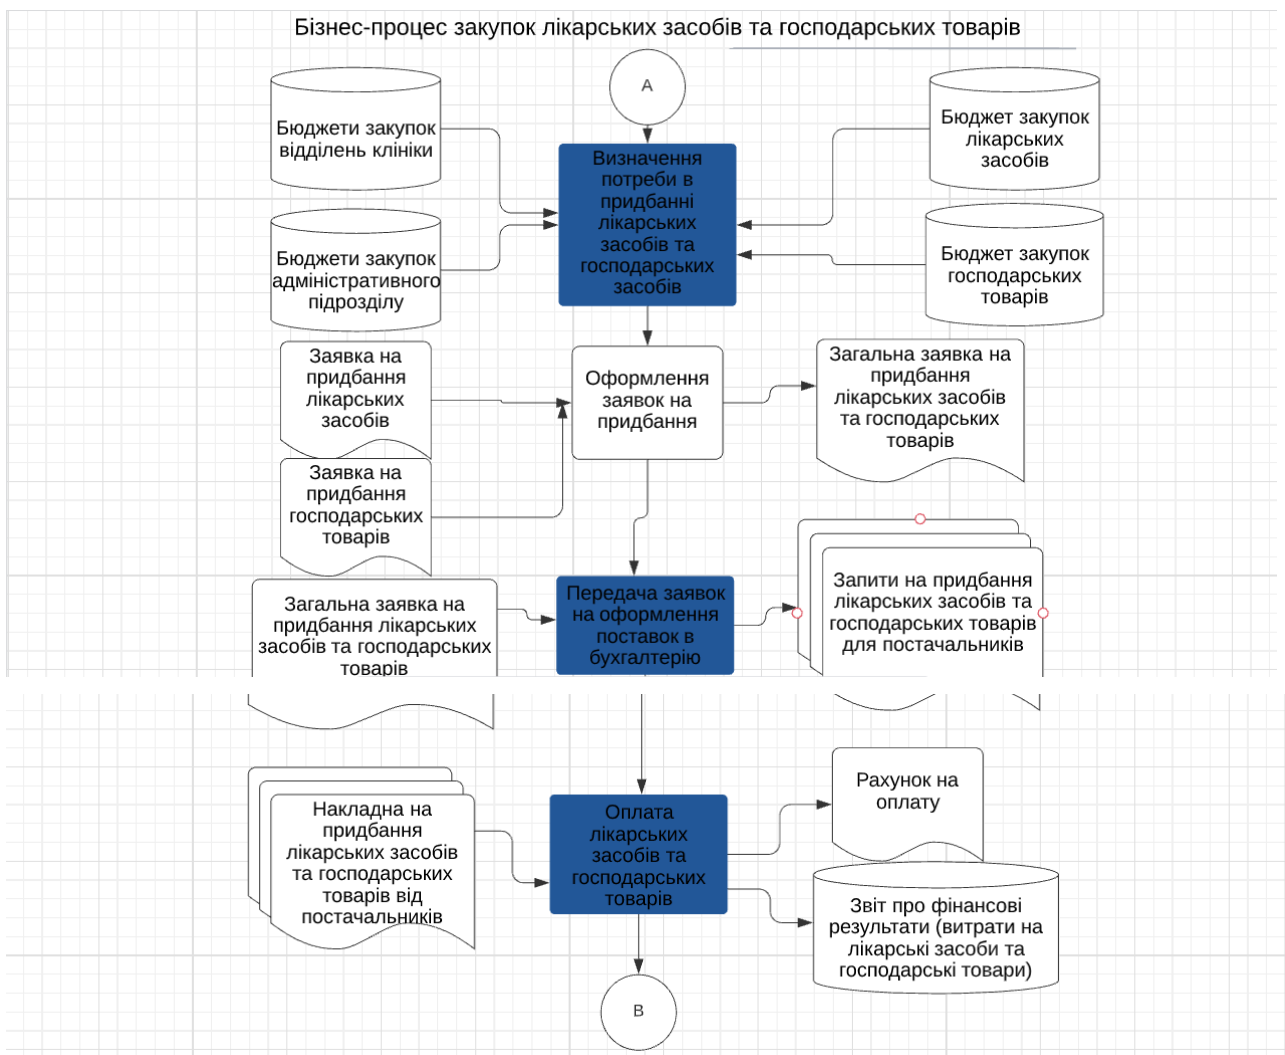 Бізнес-процес закупок лікарських засобів та господарських товарів
A
Бюджети закупок
відділень клініки
Визначення
потреби в
придбанні
лікарських
засобів та
господарських
засобів
Бюджет закупок
лікарських
засобів
Бюджети закупок
адміністративного
підрозділу
Бюджет закупок
господарських
товарів
Заявка на
придбання
лікарських
засобів
Оформлення
заявок на
придбання
Загальна заявка на
придбання
лікарських засобів
та господарських
товарів
Заявка на
придбання
господарських
товарів
Загальна заявка на
придбання лікарських
засобів та господарських
товарів
Передача заявок
на оформлення
поставок в
бухгалтерію
Запити на придбання
лікарських засобів та
господарських товарів
для постачальників
Накладна на
придбання
лікарських засобів
та господарських
товарів від
постачальників
Оплата
лікарських
засобів та
господарських
товарів
Рахунок на
оплату
Звіт про фінансові
результати (витрати на
лікарські засоби та
господарські товари)
B